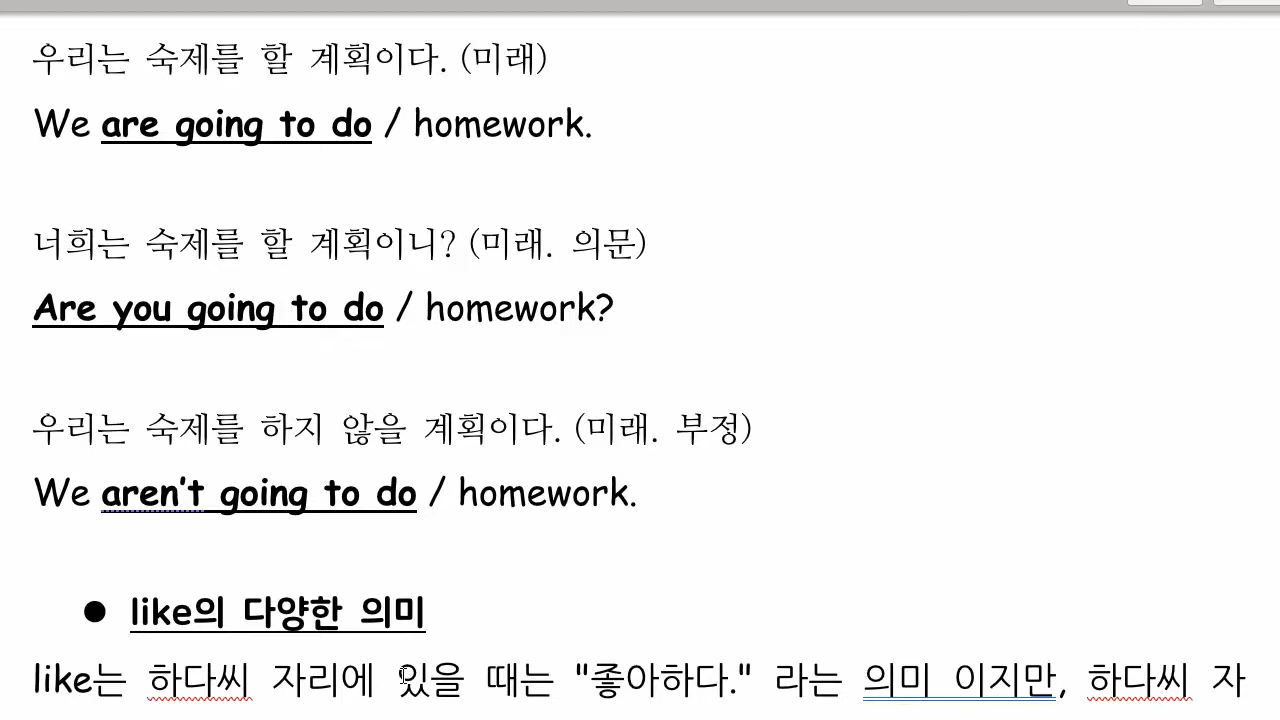 우리는 숙제를 할 계획이다. (미래)
We are going to do / homework.
너희는 숙제를 할 계획이니? (미래. 의문)
Are you going to do / homework?
우리는 숙제를 하지 않을 계획이다. (미래. 부정)
We aren't going to do / homework.
● like의 다양한 의미
like는 하다씨 자리에 있을 때는 "좋아하다." 라는 의미 이지만, 하다씨 자